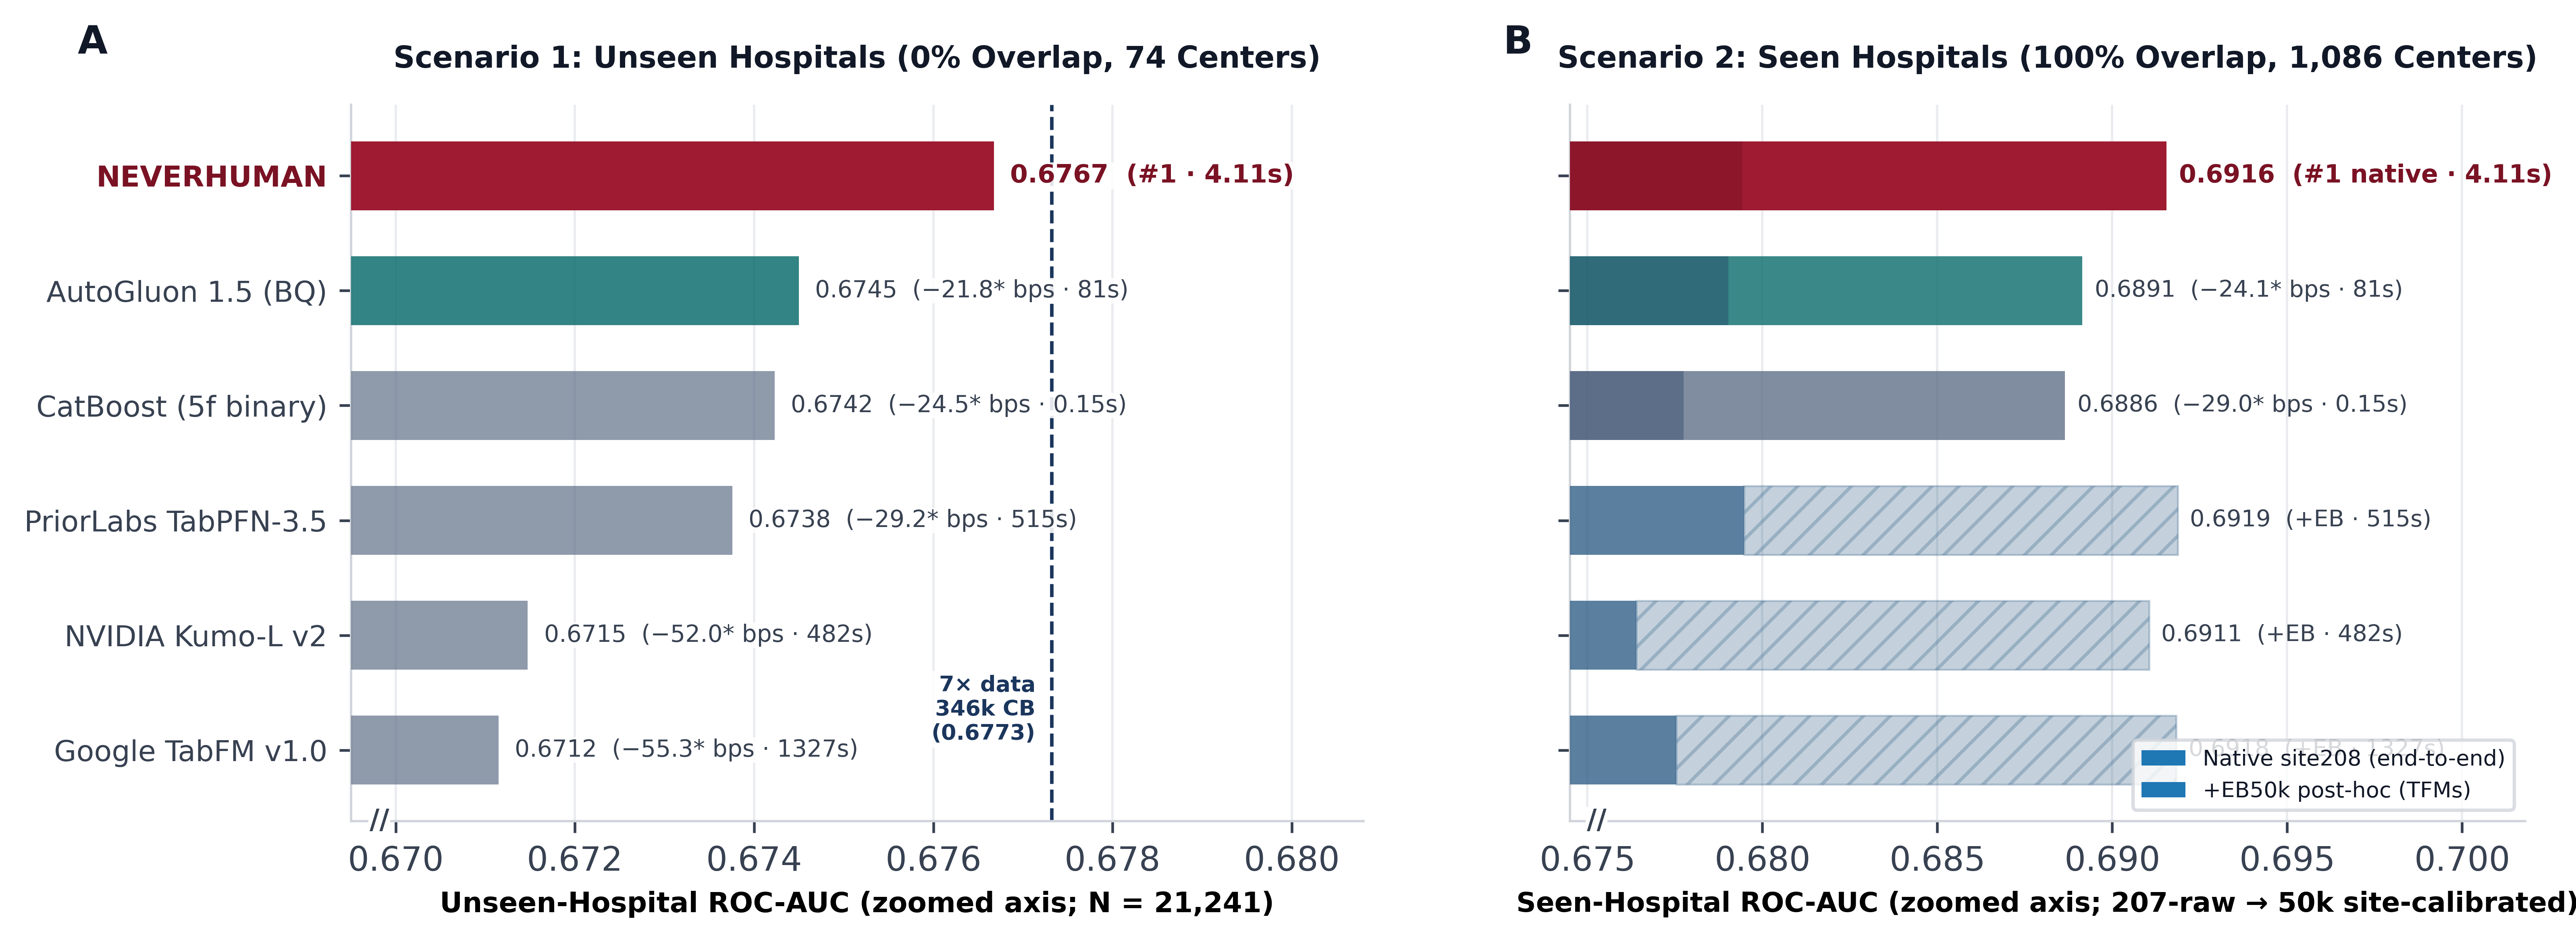 A
Scenario 1: Unseen Hospitals (0% Overlap, 74 Centers)
NEVERHUMAN
0.6767 (#1 · 4.11s)
AutoGluon 1.5 (BQ)
0.6745 (−21.8* bps · 81s)
CatBoost (5f binary)
0.6742 (−24.5* bps · 0.15s)
PriorLabs TabPFN-3.5
0.6738 (−29.2* bps · 515s)
NVIDIA Kumo-L v2
0.6715 (−52.0* bps · 482s)
7× data
346k CB
(0.6773)
Google TabFM v1.0
0.6712 (−55.3* bps · 1327s)
//
0.670 0.672 0.674 0.676 0.678 0.680
Unseen-Hospital ROC-AUC (zoomed axis; N = 21,241)
B
Scenario 2: Seen Hospitals (100% Overlap, 1,086 Centers)
0.6916 (#1 native · 4.11s)
0.6891 (−24.1* bps · 81s)
0.6886 (−29.0* bps · 0.15s)
0.6919 (+EB · 515s)
0.6911 (+EB · 482s)
0.6918 (+EB · 1327s)
Native site208 (end-to-end)
+EB50k post-hoc (TFMs)
//
0.675 0.680 0.685 0.690 0.695 0.700
Seen-Hospital ROC-AUC (zoomed axis; 207-raw → 50k site-calibrated)